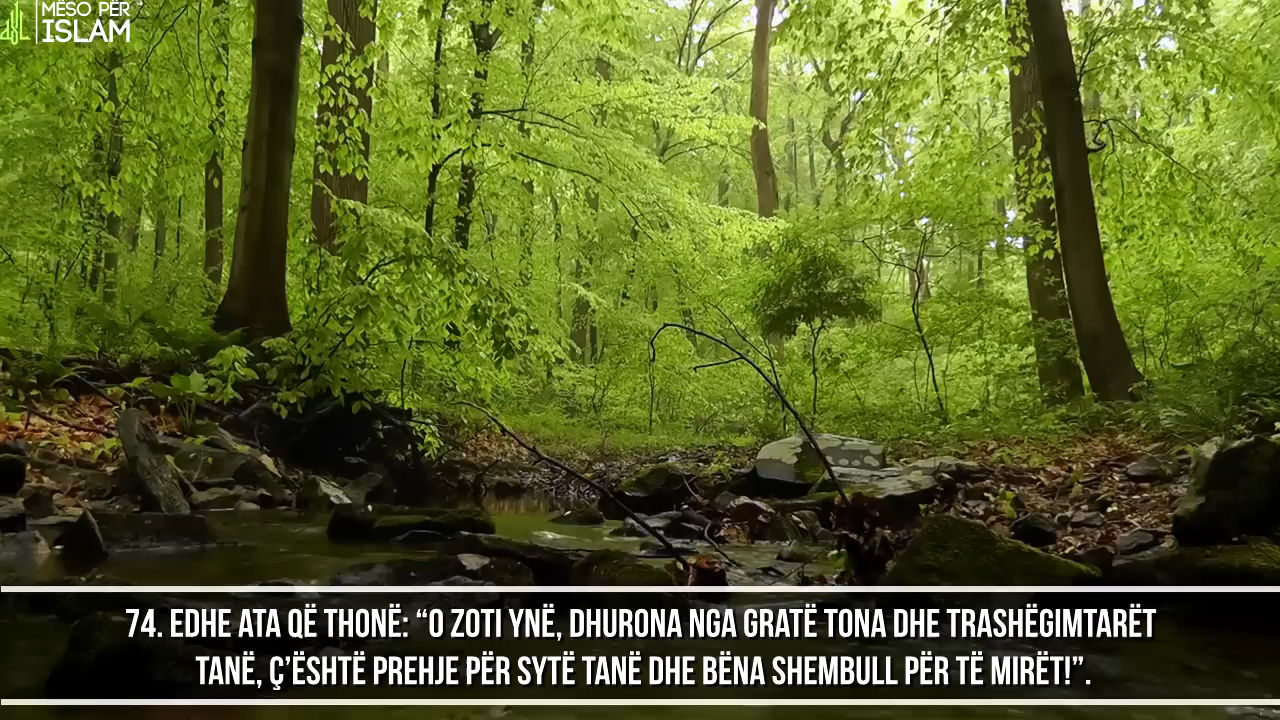 MËSO PËR
ISLAM
74. EDHE ATA QË THONË: “O ZOTI YNË, DHURONA NGA GRATË TONA DHE TRASHËGIMTARËT
TANË, Ç’ËSHTË PREHJE PËR SYTË TANË DHE BËNA SHEMBULL PËR TË MIRËT!”.